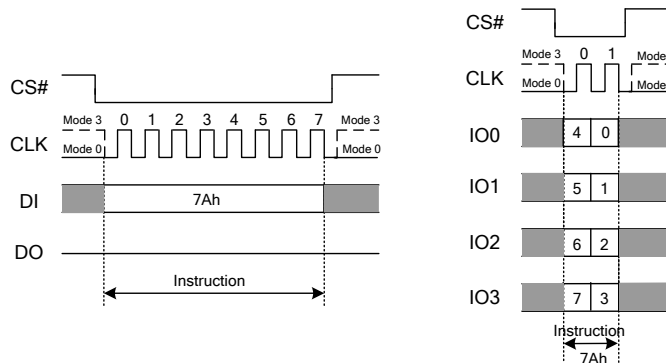 CS#
Mode 3 0 1 2 3 4 5 6 7 Mode 3
CLK
Mode 0 Mode 0
DI 7Ah
DO
Instruction
CS#
Mode 3 0 1 Mode
CLK
Mode 0 Mode
IO0 4 0
IO1 5 1
IO2 6 2
IO3 7 3
Instruction
7Ah